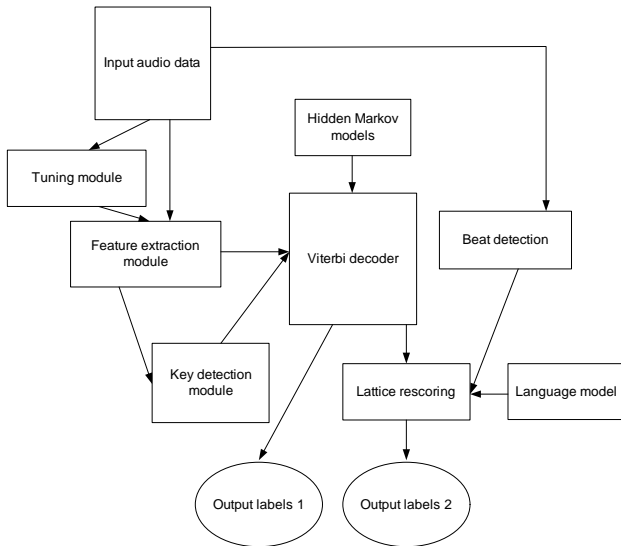 Input audio data
Hidden Markov
models
Tuning module
Feature extraction
module
Viterbi decoder
Beat detection
Key detection
module
Lattice rescoring
Language model
Output labels 1
Output labels 2